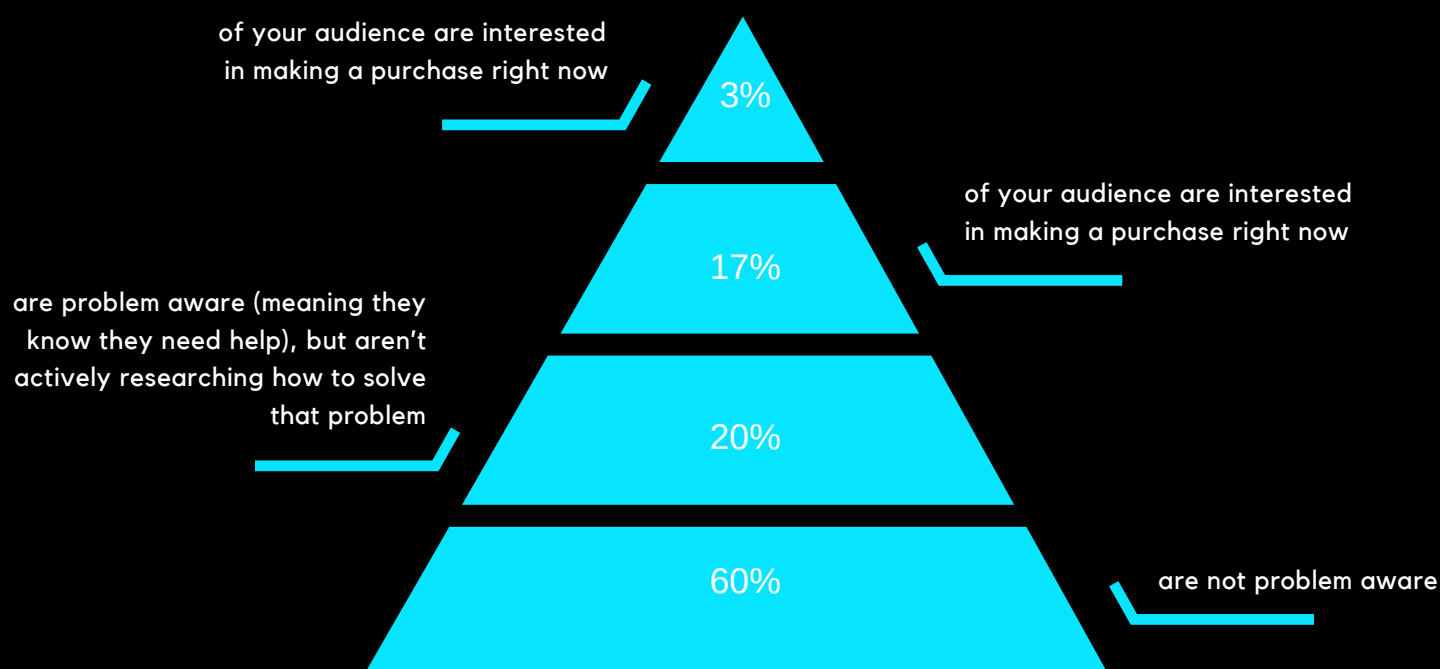 of your audience are interested
in making a purchase right now
3%
of your audience are interested
in making a purchase right now
17%
are problem aware (meaning they
know they need help), but aren’t
actively researching how to solve
that problem
20%
60%
are not problem aware